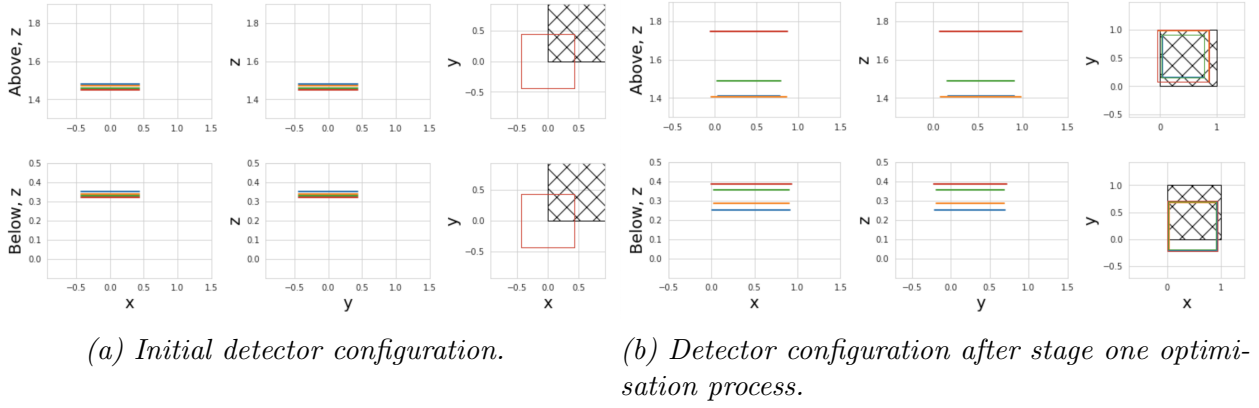 Above, z
1.8
1.6
1.4
−0.5 0.0 0.5 1.0 1.5
z
1.8
1.6
1.4
−0.5 0.0 0.5 1.0 1.5
y
0.5
0.0
−0.5
−0.5 0.0 0.5
Above, z
1.8
1.6
1.4
−0.5 0.0 0.5 1.0 1.5
z
1.8
1.6
1.4
−0.5 0.0 0.5 1.0 1.5
y
1.0
0.5
0.0
−0.5
0 1
Below, z
0.5
0.4
0.3
0.2
0.1
0.0
−0.5 0.0 0.5 1.0 1.5
x
z
0.5
0.4
0.3
0.2
0.1
0.0
−0.5 0.0 0.5 1.0 1.5
y
y
0.5
0.0
−0.5
−0.5 0.0 0.5
x
Below, z
0.5
0.4
0.3
0.2
0.1
0.0
−0.5 0.0 0.5 1.0 1.5
x
z
0.5
0.4
0.3
0.2
0.1
0.0
−0.5 0.0 0.5 1.0 1.5
y
y
1.0
0.5
0.0
−0.5
0 1
x
(a) Initial detector configuration.
(b) Detector configuration after stage one optimi-
sation process.